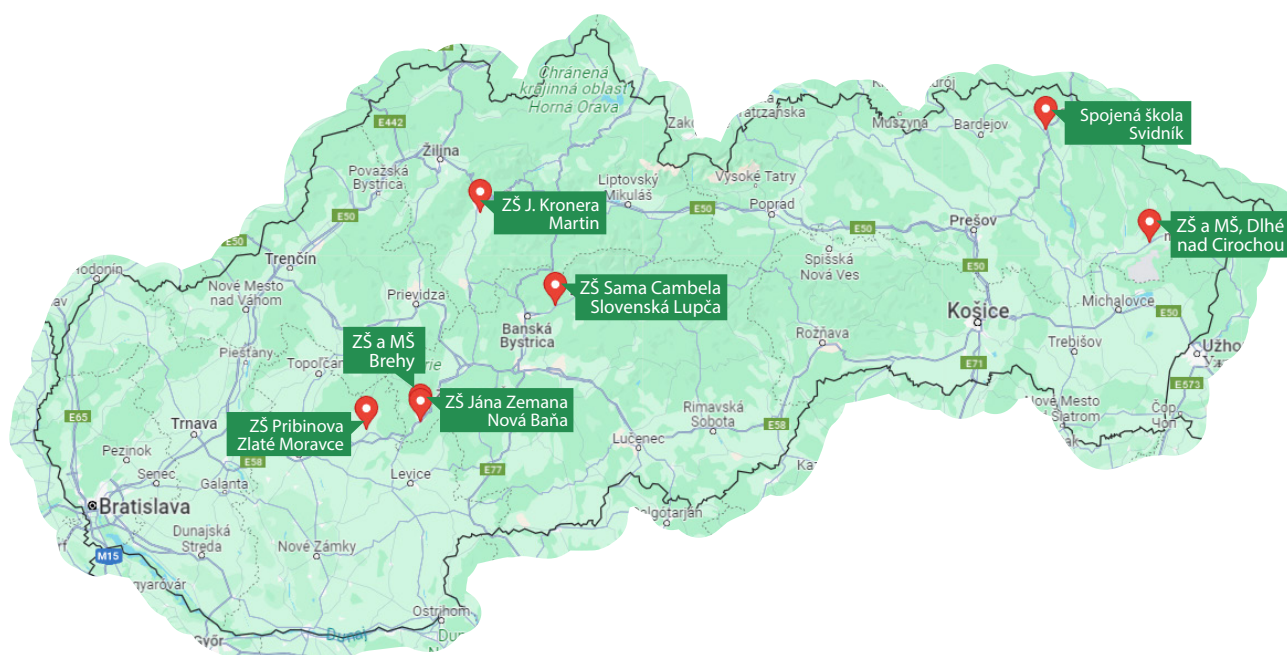 Chránená
krajinná oblasť
Horná Orava
Spojená škola
Svidník
Bardejov
Muszyna
E442
Žilina
Považská
Bystrica
Vysoké Tatry
Liptovský
Mikuláš
ZŠ J. Kronera
Martin
E50
E50
Poprad
E50
Prešov
ZŠ a MŠ, Dlhé
nad Cirochou
E50
Trenčín
Spišská
Nová Ves
E50
Nové Mesto
nad Váhom
Prievidza
ZŠ Sama Cambela
Slovenská Lupča
Michalovce
E50
Košice
Banská
Bystrica
Rožňava
ZŠ a MŠ
Brehy
Trebišov
Piešťany
E71
E573
ZŠ Jána Zemana
Nová Baňa
Rimavská
Sobota
E65
ZŠ Pribinova
Zlaté Moravce
Trnava
E58
Lučenec
Pezinok
E58
Senec
Galanta
Levice
E77
Bratislava
Dunajská
Streda
Nové Zámky
M15
Ostrihom
Dunaj
Győr